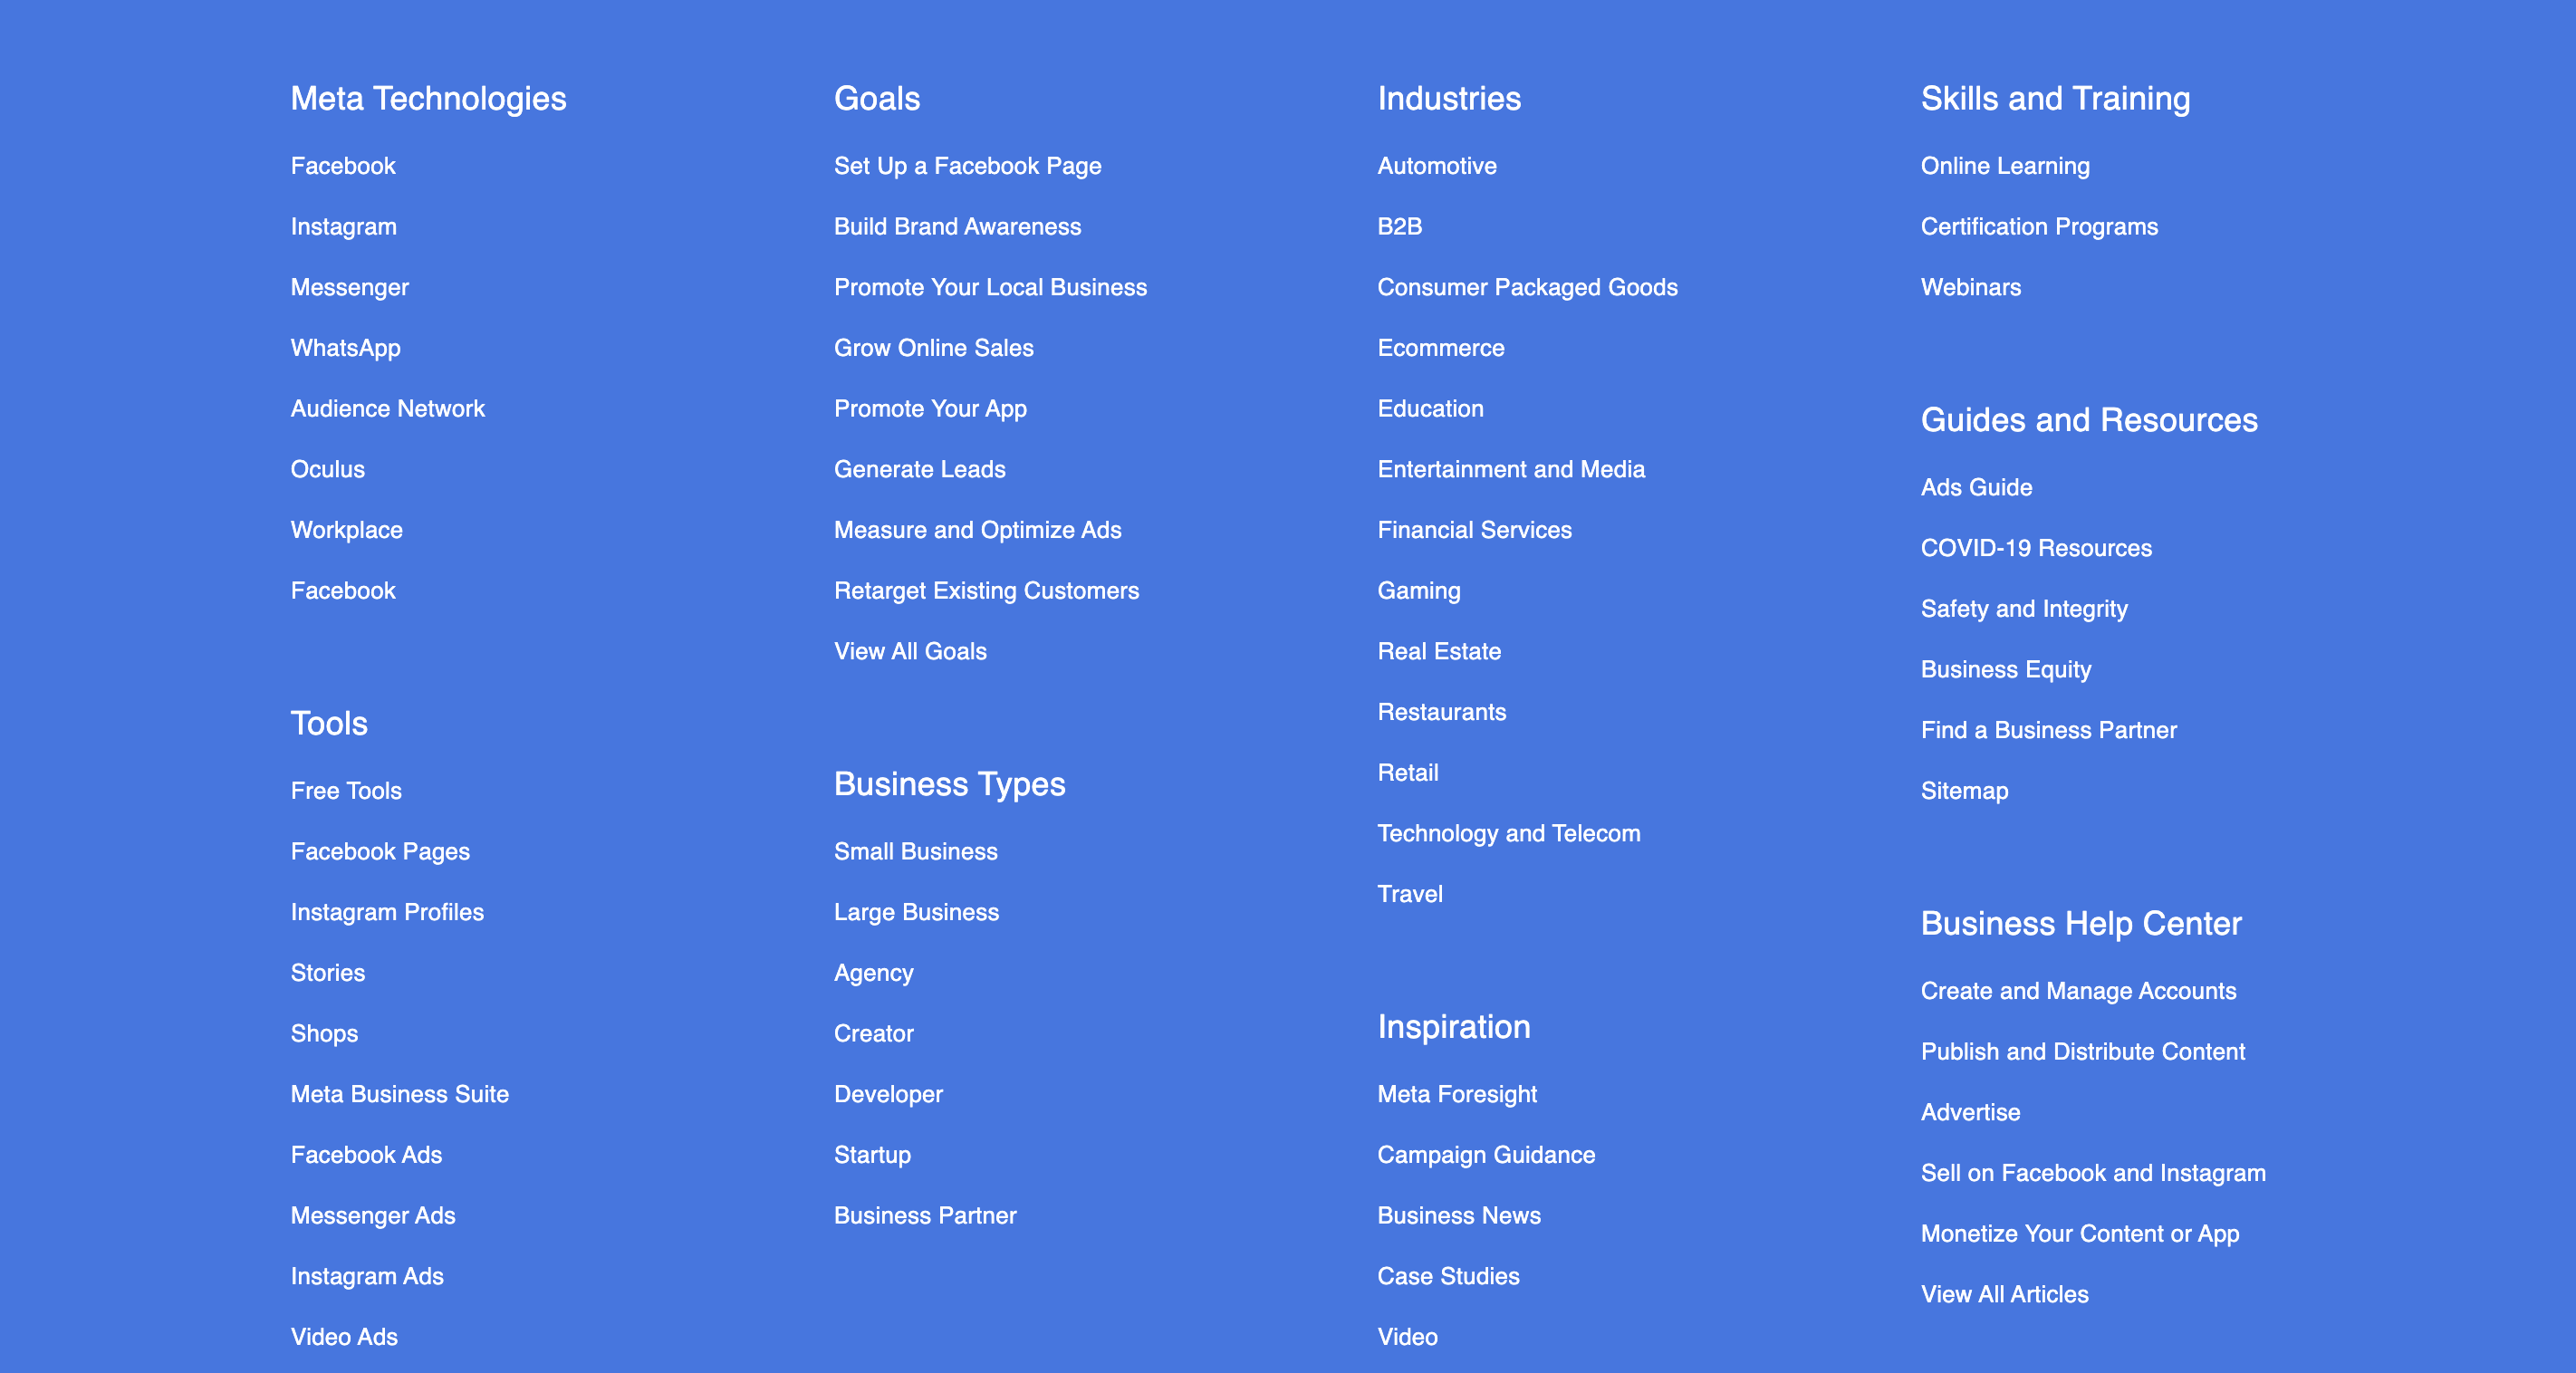 Meta Technologies
Facebook
Instagram
Messenger
WhatsApp
Audience Network
Oculus
Workplace
Facebook
Tools
Free Tools
Facebook Pages
Instagram Profiles
Stories
Shops
Meta Business Suite
Facebook Ads
Messenger Ads
Instagram Ads
Video Ads
Goals
Set Up a Facebook Page
Build Brand Awareness
Promote Your Local Business
Grow Online Sales
Promote Your App
Generate Leads
Measure and Optimize Ads
Retarget Existing Customers
View All Goals
Business Types
Small Business
Large Business
Agency
Creator
Developer
Startup
Business Partner
Industries
Automotive
B2B
Consumer Packaged Goods
Ecommerce
Education
Entertainment and Media
Financial Services
Gaming
Real Estate
Restaurants
Retail
Technology and Telecom
Travel
Inspiration
Meta Foresight
Campaign Guidance
Business News
Case Studies
Video
Skills and Training
Online Learning
Certification Programs
Webinars
Guides and Resources
Ads Guide
COVID-19 Resources
Safety and Integrity
Business Equity
Find a Business Partner
Sitemap
Business Help Center
Create and Manage Accounts
Publish and Distribute Content
Advertise
Sell on Facebook and Instagram
Monetize Your Content or App
View All Articles